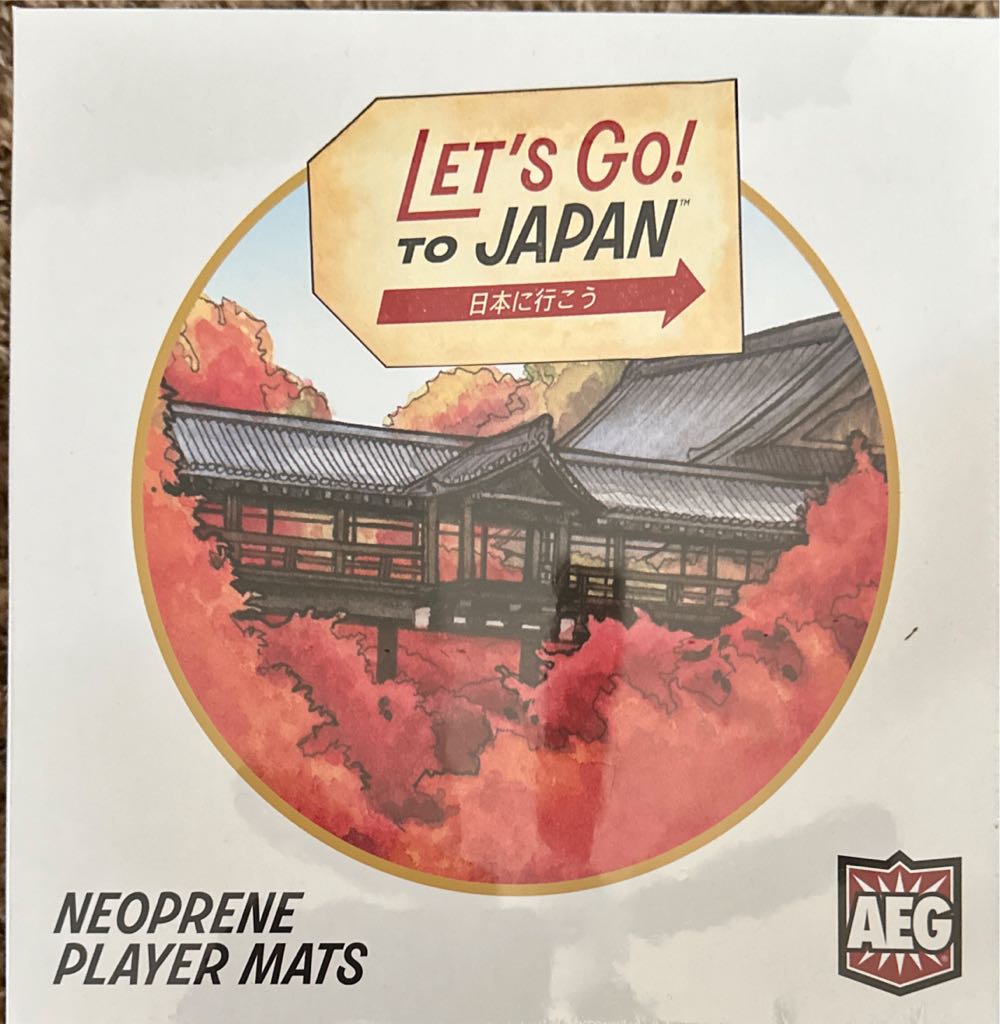 LET'S GO!
TO JAPAN™
日本に行こう
NEOPRENE
PLAYER MATS
AEG